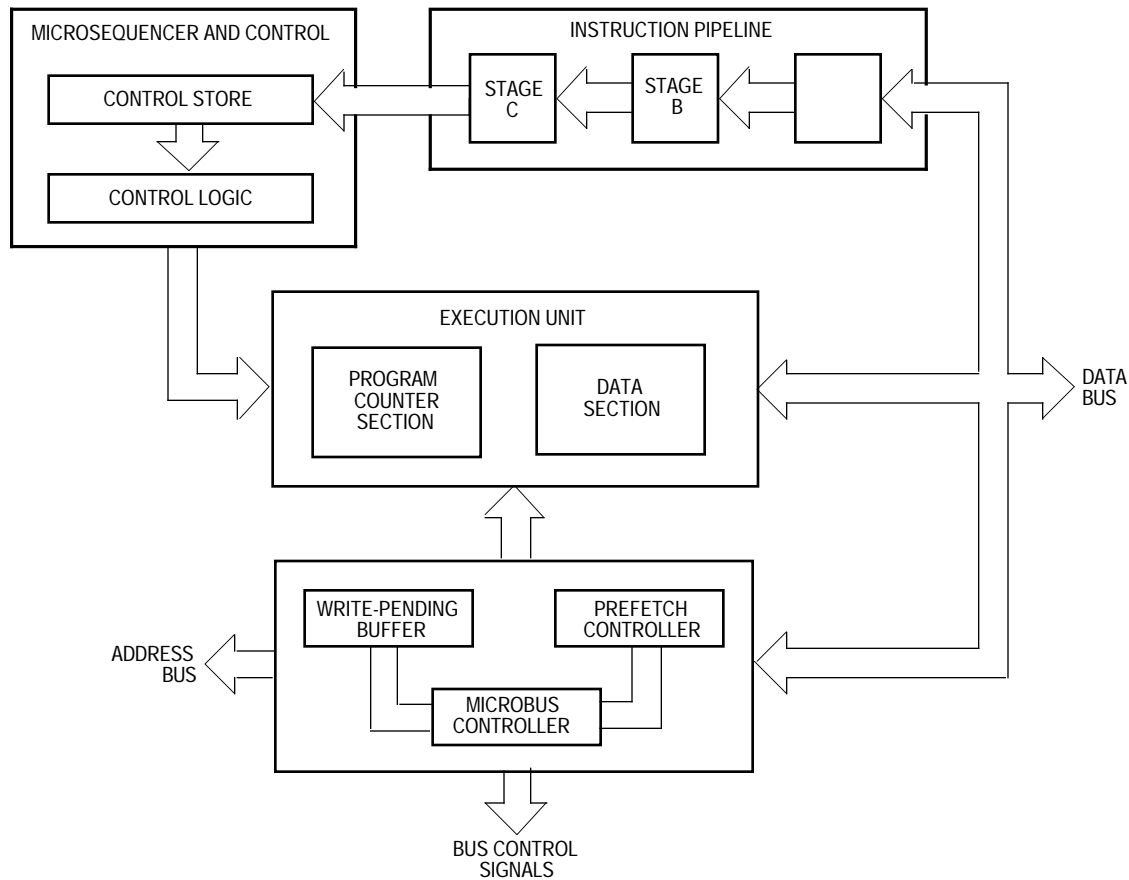 MICROSEQUENCER AND CONTROL
CONTROL STORE
CONTROL LOGIC
INSTRUCTION PIPELINE
STAGE
C
STAGE
B
EXECUTION UNIT
PROGRAM
COUNTER
SECTION
DATA
SECTION
DATA
BUS
WRITE-PENDING
BUFFER
PREFETCH
CONTROLLER
MICROBUS
CONTROLLER
ADDRESS
BUS
BUS CONTROL
SIGNALS